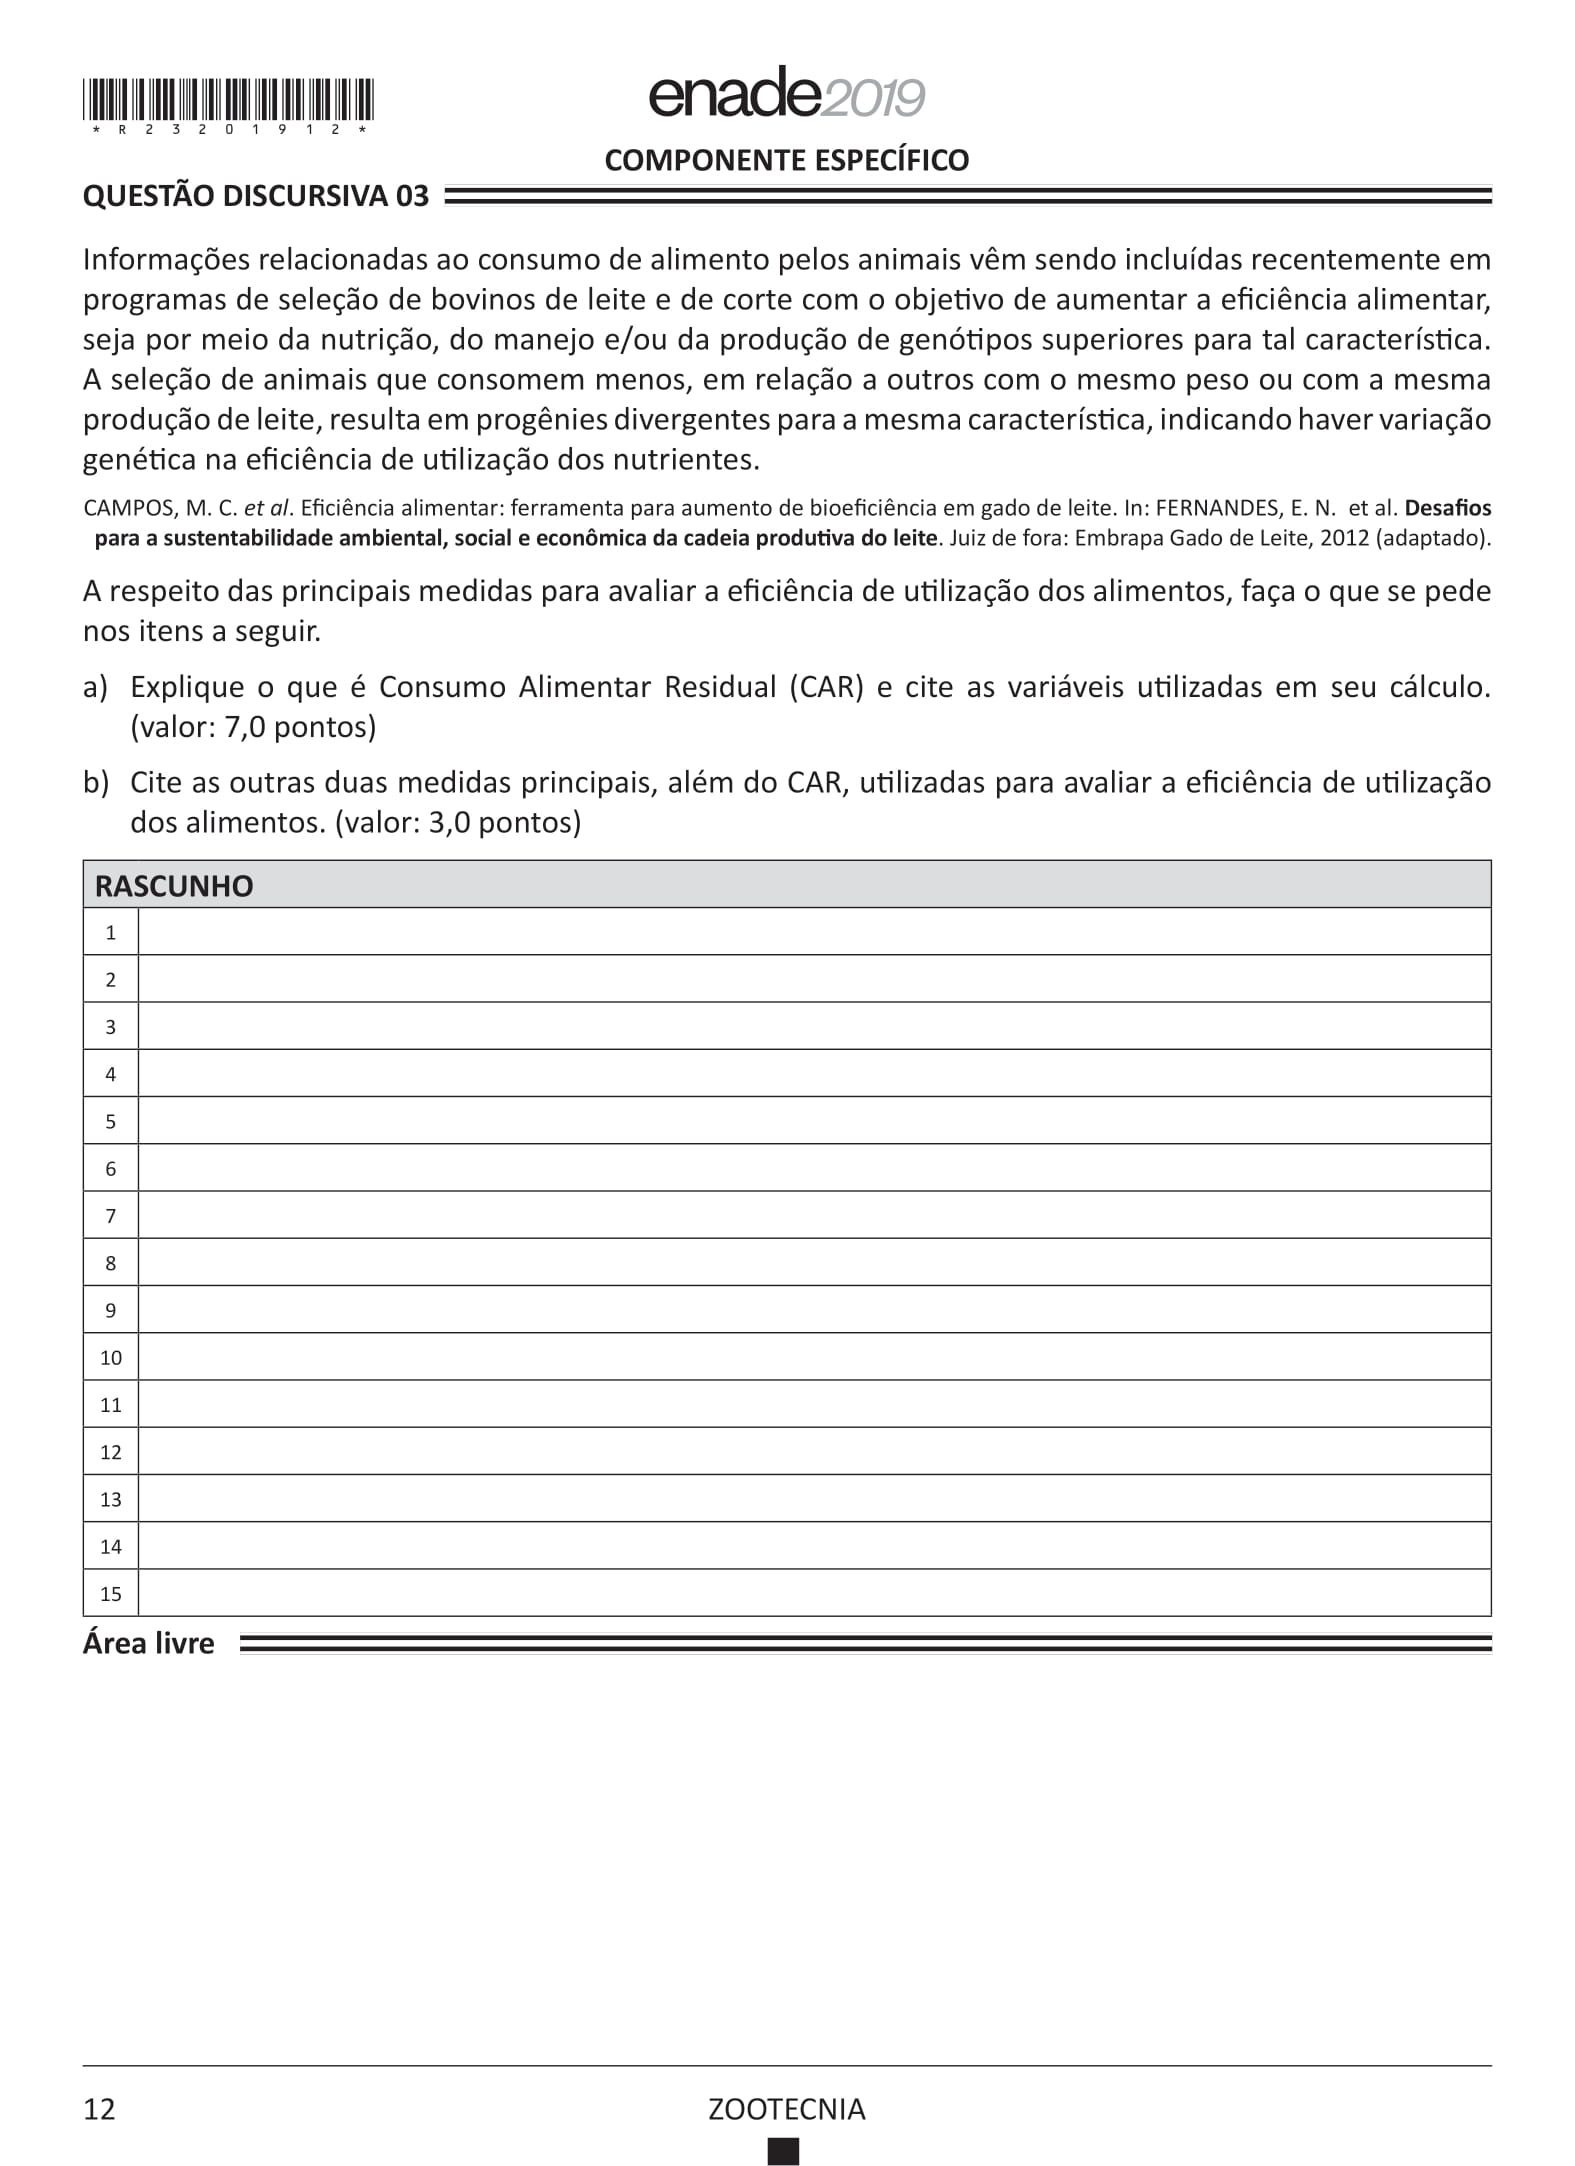 *R23201912*
enade2019
COMPONENTE ESPECÍFICO
QUESTÃO DISCURSIVA 03
Informações relacionadas ao consumo de alimento pelos animais vêm sendo incluídas recentemente em
programas de seleção de bovinos de leite e de corte com o objetivo de aumentar a eficiência alimentar,
seja por meio da nutrição, do manejo e/ou da produção de genótipos superiores para tal característica.
A seleção de animais que consomem menos, em relação a outros com o mesmo peso ou com a mesma
produção de leite, resulta em progênies divergentes para a mesma característica, indicando haver variação
genética na eficiência de utilização dos nutrientes.
CAMPOS, M. C. et al. Eficiência alimentar: ferramenta para aumento de bioeficiência em gado de leite. In: FERNANDES, E. N. et al. Desafios
para a sustentabilidade ambiental, social e econômica da cadeia produtiva do leite. Juiz de fora: Embrapa Gado de Leite, 2012 (adaptado).
A respeito das principais medidas para avaliar a eficiência de utilização dos alimentos, faça o que se pede
nos itens a seguir.
a) Explique o que é Consumo Alimentar Residual (CAR) e cite as variáveis utilizadas em seu cálculo.
(valor: 7,0 pontos)
b) Cite as outras duas medidas principais, além do CAR, utilizadas para avaliar a eficiência de utilização
dos alimentos. (valor: 3,0 pontos)
RASCUNHO
1
2
3
4
5
6
7
8
9
10
11
12
13
14
15
Área livre
12
ZOOTECNIA